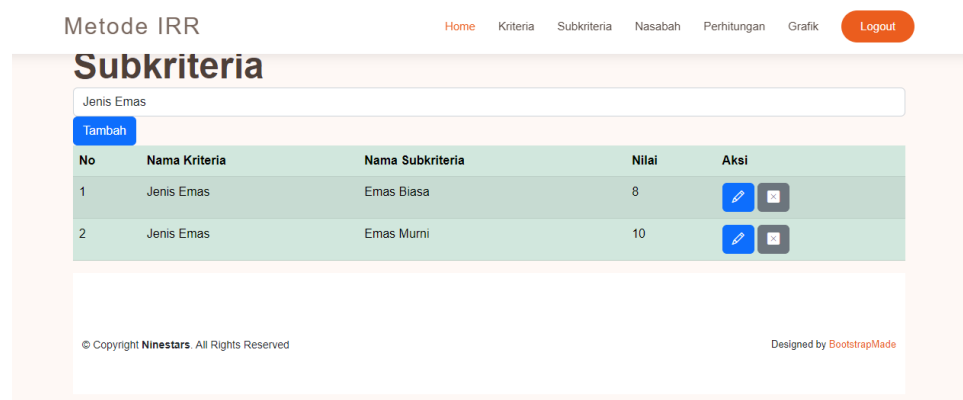 Metode IRR Home Kriteria Subkriteria Nasabah Perhitungan Grafik Logout
Subkriteria
Jenis Emas
Tambah
No Nama Kriteria Nama Subkriteria Nilai Aksi
1 Jenis Emas Emas Biasa 8
2 Jenis Emas Emas Murni 10
© Copyright Ninestars. All Rights Reserved Designed by BootstrapMade